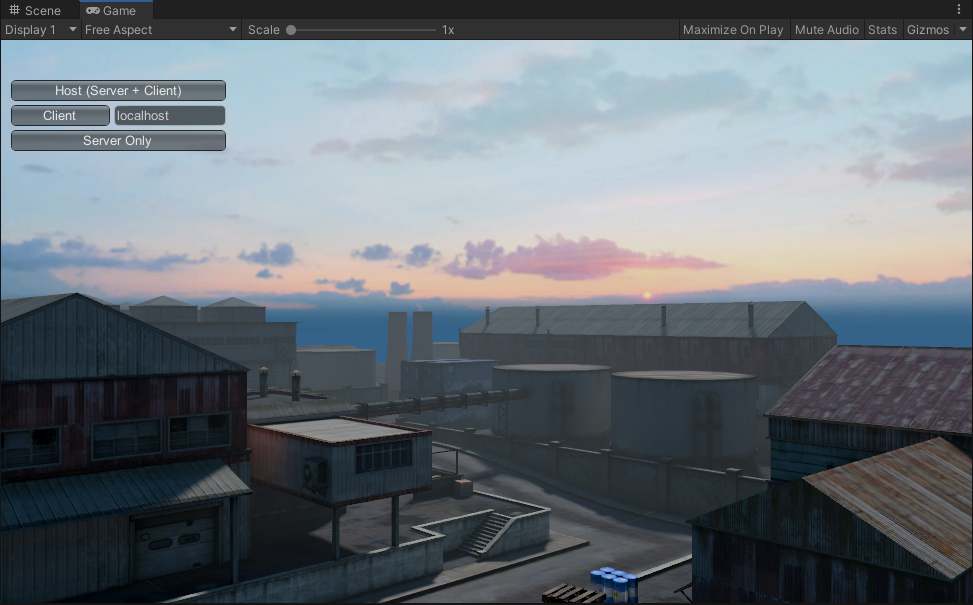 Scene Game
Display 1 Free Aspect Scale 1x Maximize On Play Mute Audio Stats Gizmos
Host (Server + Client)
Client localhost
Server Only